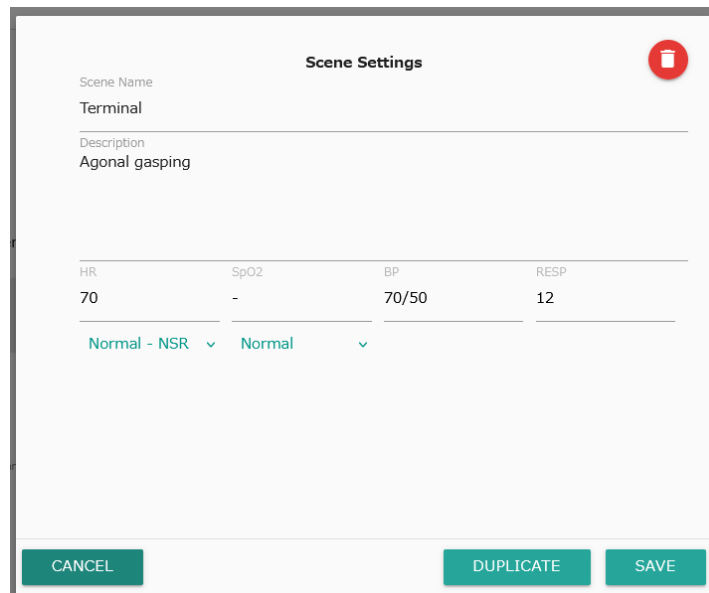 Scene Settings
Scene Name
Terminal
Description
Agonal gasping
HR SpO2 BP RESP
70 - 70/50 12
Normal - NSR Normal
CANCEL DUPLICATE SAVE